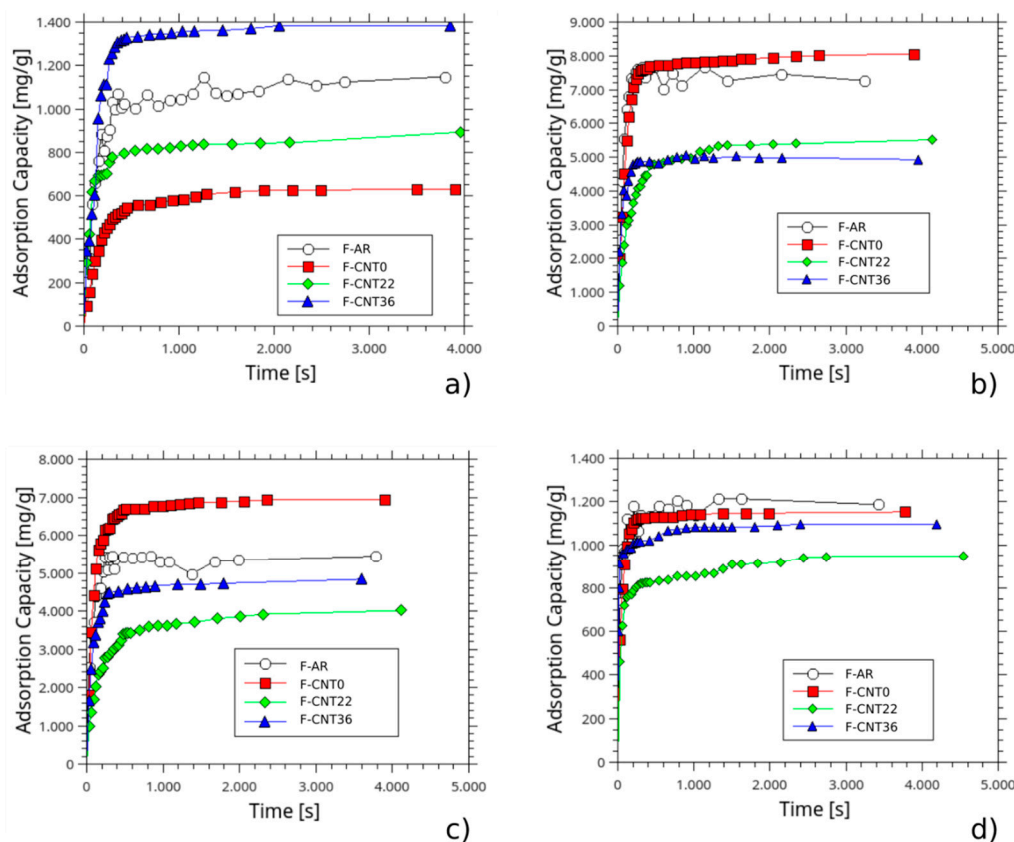 Adsorption Capacity [mg/g]
1.400
1.200
1.000
800
600
400
200
0
F-AR
F-CNT0
F-CNT22
F-CNT36
0 1.000 2.000 3.000 4.000
Time [s]
a)
Adsorption Capacity [mg/g]
9.000
8.000
7.000
6.000
5.000
4.000
3.000
2.000
1.000
0
F-AR
F-CNT0
F-CNT22
F-CNT36
0 1.000 2.000 3.000 4.000 5.000
Time [s]
b)
Adsorption Capacity [mg/g]
8.000
7.000
6.000
5.000
4.000
3.000
2.000
1.000
0
F-AR
F-CNT0
F-CNT22
F-CNT36
0 1.000 2.000 3.000 4.000 5.000
Time [s]
c)
Adsorption Capacity [mg/g]
1.400
1.200
1.000
800
600
400
200
0
F-AR
F-CNT0
F-CNT22
F-CNT36
0 1.000 2.000 3.000 4.000 5.000
Time [s]
d)